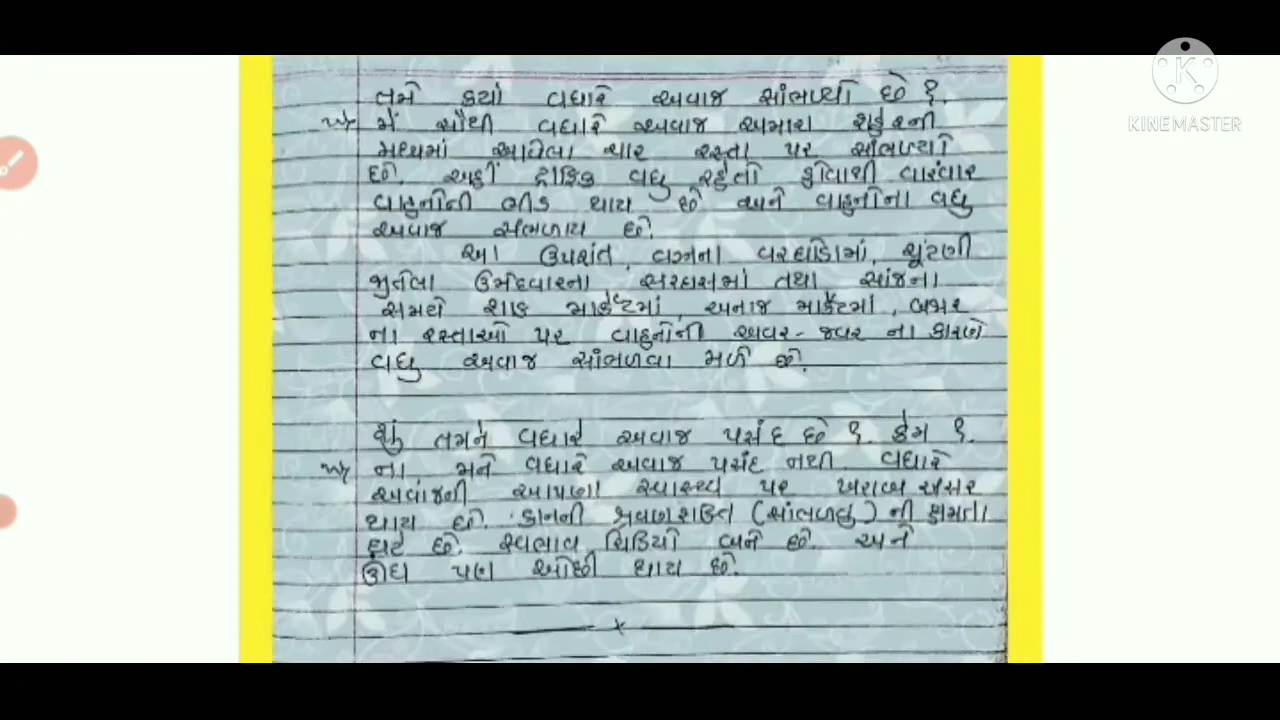 તમે કયાં વધારે અવાજ સાંભળ્યો છે ?
મેં સૌથી વધારે અવાજ અમારા શહેરની
મધ્યમાં આવેલા ચાર રસ્તા પર સાંભળ્યો
છે. અહીં ટ્રાફિક વધુ રહેતો હોવાથી વારંવાર
વાહનોની ભીડ થાય છે અને વાહનોના વધુ
અવાજ સંભળાય છે.
આ ઉપરાંત, લગ્નના વરઘોડામાં, ચૂંટણી
જીતેલા ઉમેદવારના સરઘસમાં તથા સાંજના
સમયે શાક માર્કેટમાં, અનાજ માર્કેટમાં, બજાર
ના રસ્તાઓ પર વાહનોની અવર-જવર ના કારણે
વધુ અવાજ સાંભળવા મળે છે.
શું તમને વધારે અવાજ પસંદ છે ? કેમ ?
ના મને વધારે અવાજ પસંદ નથી. વધારે
અવાજની આપણા સ્વાસ્થ્ય પર ખરાબ અસર
થાય છે. કાનની શ્રવણશકિત (સાંભળવું) ની ક્ષમતા
ઘટે છે. સ્વભાવ ચિડિયો બને છે. અને
ઊંઘ પણ ઓછી થાય છે.
K
KINEMASTER